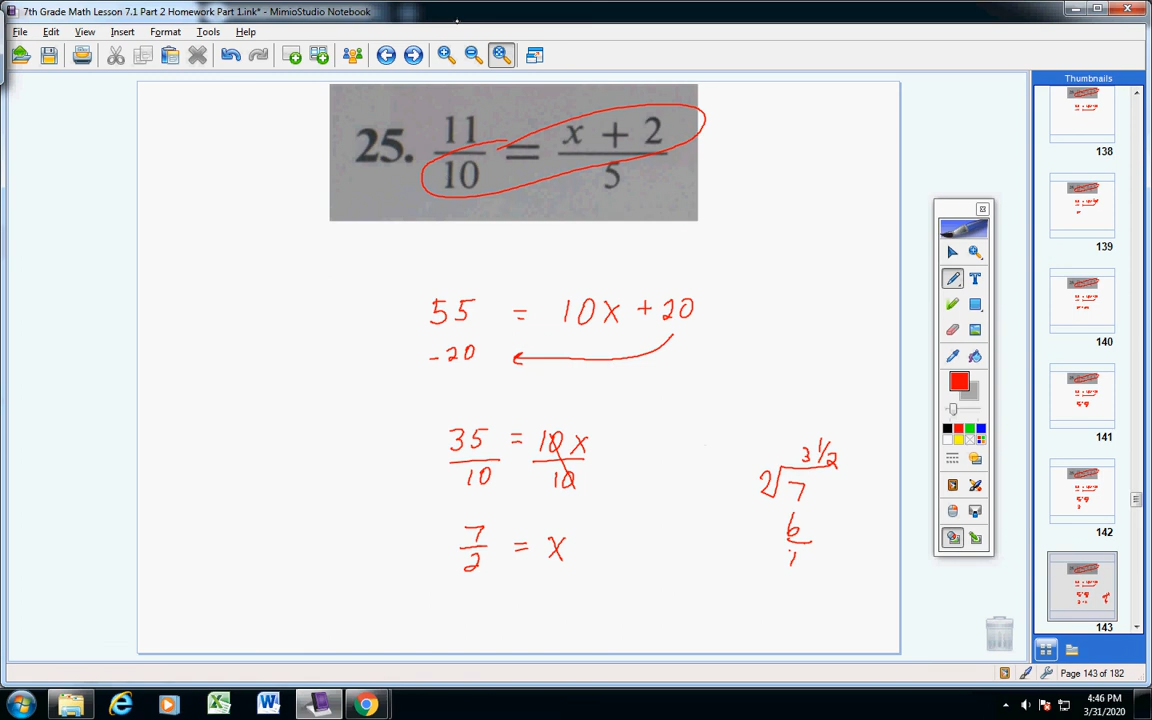 7th Grade Math Lesson 7.1 Part 2 Homework Part 1.ink* - MimioStudio Notebook
File Edit View Insert Format Tools Help
Thumbnails
25. 11/10 = x + 2/5
55 = 10x + 20
-20
35/10 = 10x/10
7/2 = x
3 1/2
2 7
6
1
138
139
140
141
142
143
T
Page 143 of 182
4:46 PM
3/31/2020